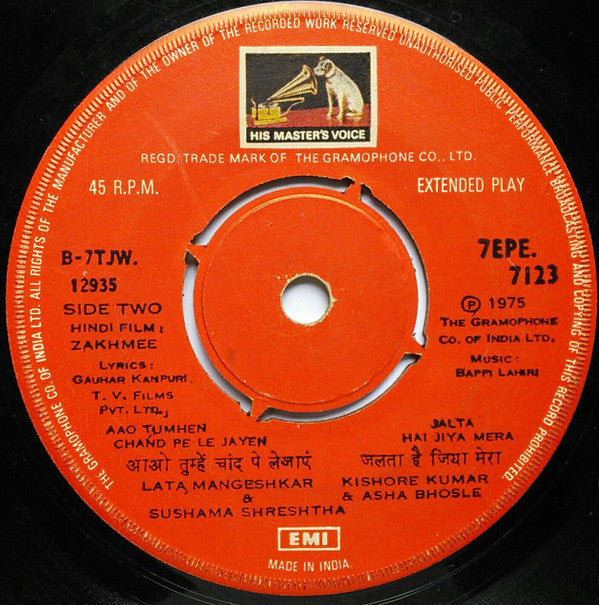 THE GRAMOPHONE CO. OF INDIA LTD. ALL RIGHTS OF THE MANUFACTURER AND OF THE OWNER OF THE RECORDED WORK RESERVED UNAUTHORISED PUBLIC PERFORMANCE BROADCASTING AND COPYING OF THIS RECORD PROHIBITED.
HIS MASTER'S VOICE
REGD. TRADE MARK OF THE GRAMOPHONE CO., LTD.
45 R.P.M.
EXTENDED PLAY
B-7TJW.
12935
7EPE.
7123
SIDE TWO
HINDI FILM;
ZAKHMEE
LYRICS:
GAUHAR KANPURI.
T. V. FILMS
PVT. LTD.,
℗ 1975
THE GRAMOPHONE
CO. OF INDIA LTD.
MUSIC:
BAPPI LAHIRI
AAO TUMHEN
CHAND PE LE JAYEN
आओ तुम्हें चांद पे लेजाएं
LATA MANGESHKAR
&
SUSHAMA SHRESHTHA
JALTA
HAI JIYA MERA
जलता है जिया मेरा
KISHORE KUMAR
& ASHA BHOSLE
EMI
MADE IN INDIA.